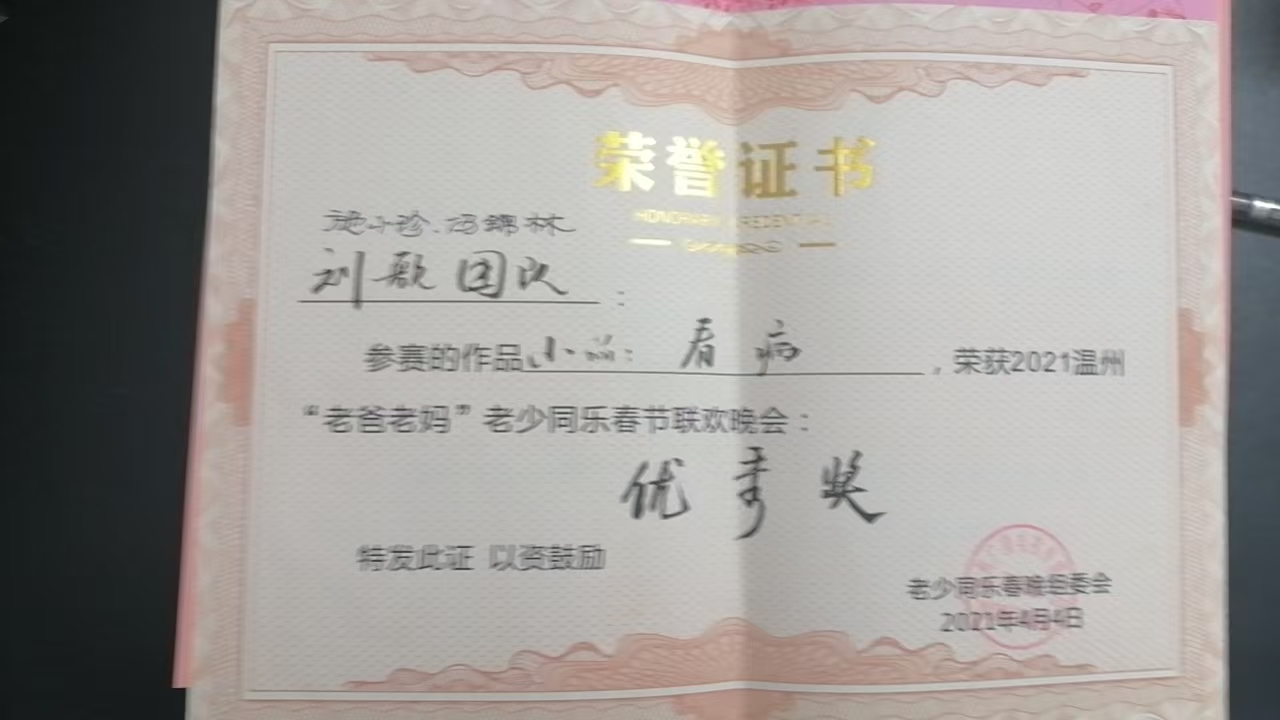 荣誉证书
HONORARY CREDENTIAL
施小珍.冯锦林
刘歌团队：
参赛的作品小品：看病，荣获2021温州
“老爸老妈”老少同乐春节联欢晚会：
优秀奖
特发此证 以资鼓励
老少同乐春晚组委会
2021年4月4日